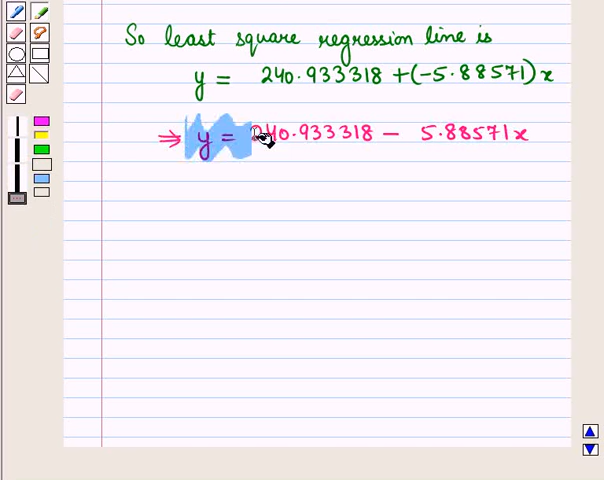 So least square regression line is
y = 240.933318 + (-5.88571) x
⇒ y = 240.933318 - 5.88571x